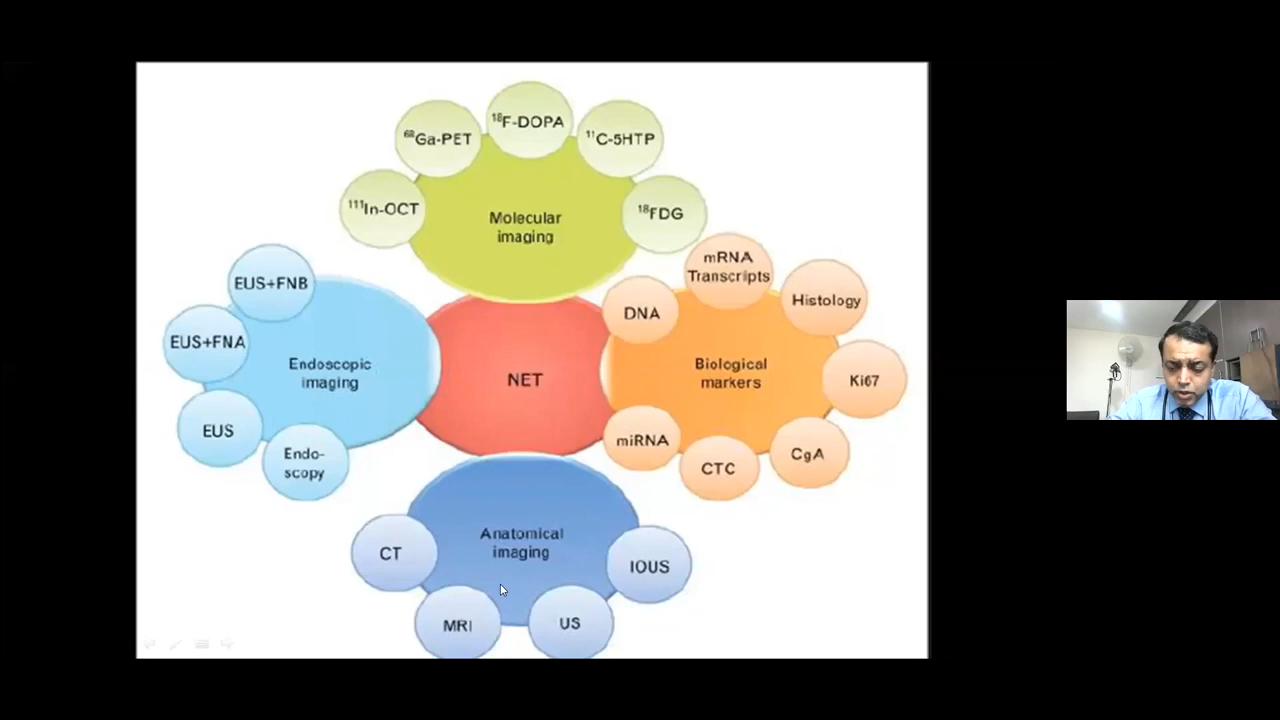 ¹⁸F-DOPA
⁶⁸Ga-PET
¹¹C-5HTP
¹¹¹In-OCT
¹⁸FDG
Molecular
imaging
mRNA
Transcripts
EUS+FNB
Histology
DNA
EUS+FNA
Endoscopic
imaging
NET
Biological
markers
Ki67
EUS
miRNA
Endo-
scopy
CTC
CgA
Anatomical
imaging
CT
IOUS
MRI
US